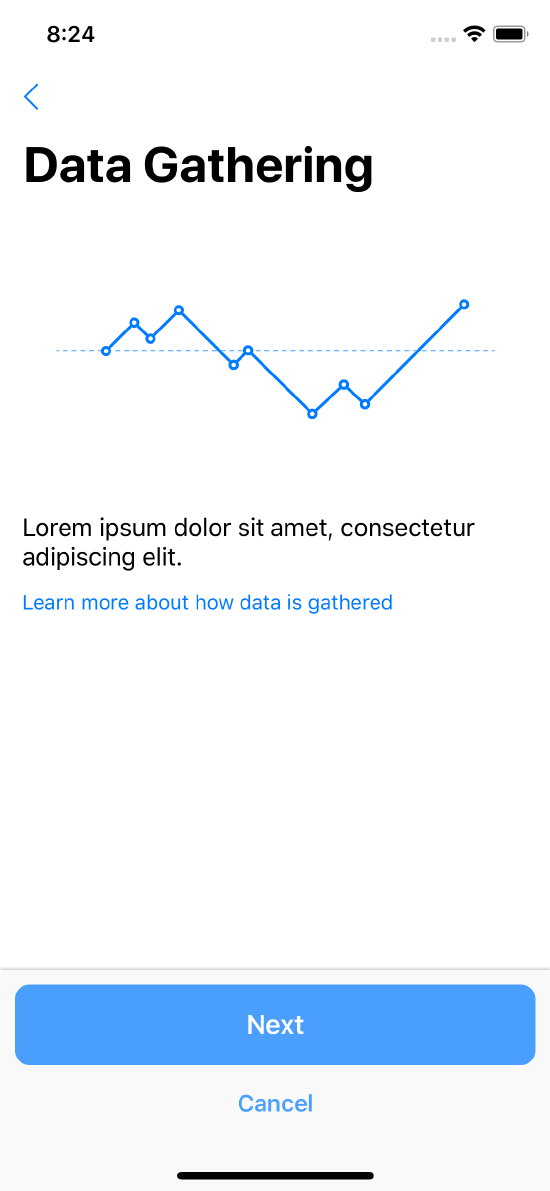 8:24
Data Gathering
Lorem ipsum dolor sit amet, consectetur
adipiscing elit.
Learn more about how data is gathered
Next
Cancel